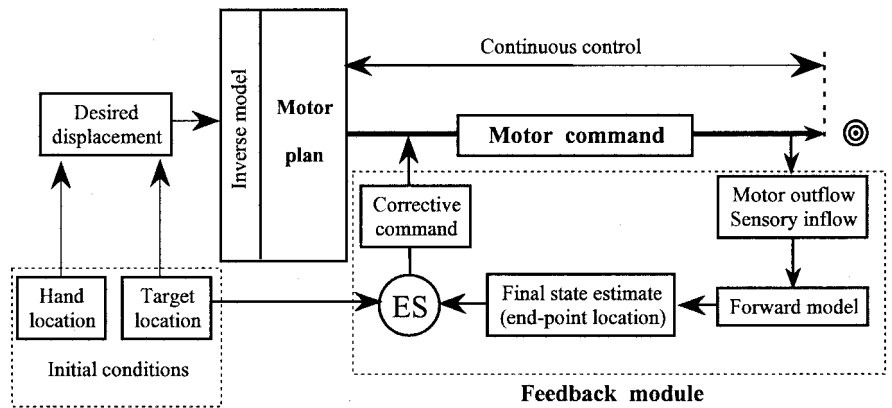 Continuous control
Desired
displacement
Inverse model
Motor
plan
Motor command
Corrective
command
Motor outflow
Sensory inflow
Hand
location
Target
location
ES
Final state estimate
(end-point location)
Forward model
Initial conditions
Feedback module